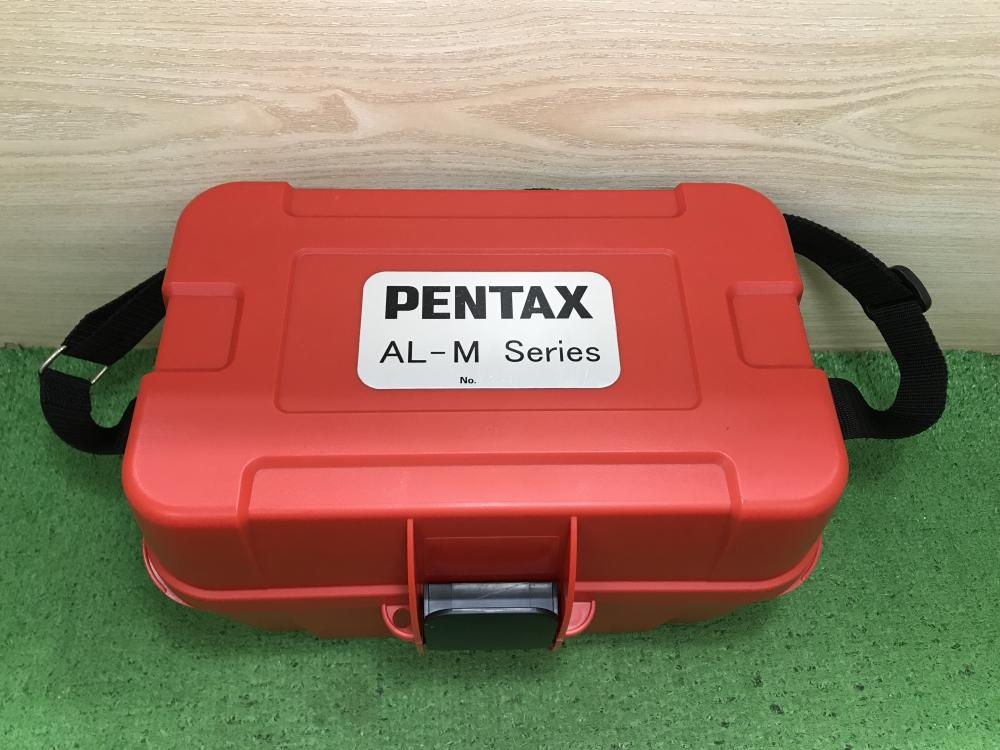 PENTAX
AL-M Series
No.